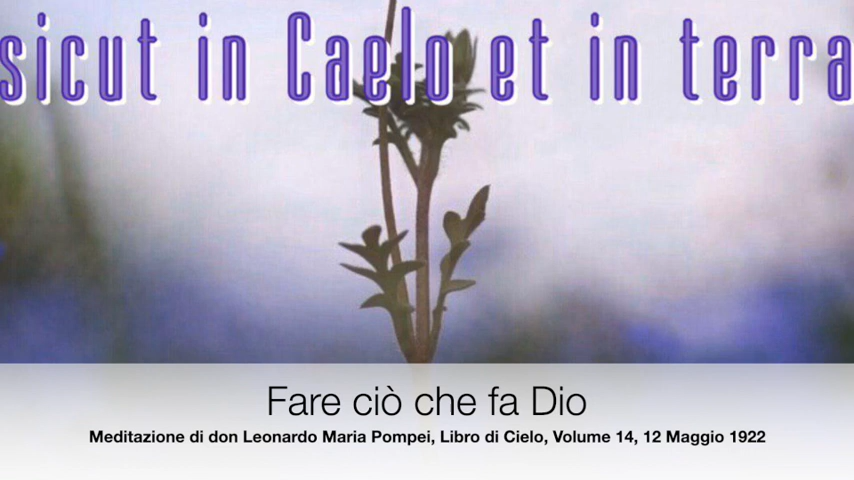 sicut in Caelo et in terra
Fare ciò che fa Dio
Meditazione di don Leonardo Maria Pompei, Libro di Cielo, Volume 14, 12 Maggio 1922